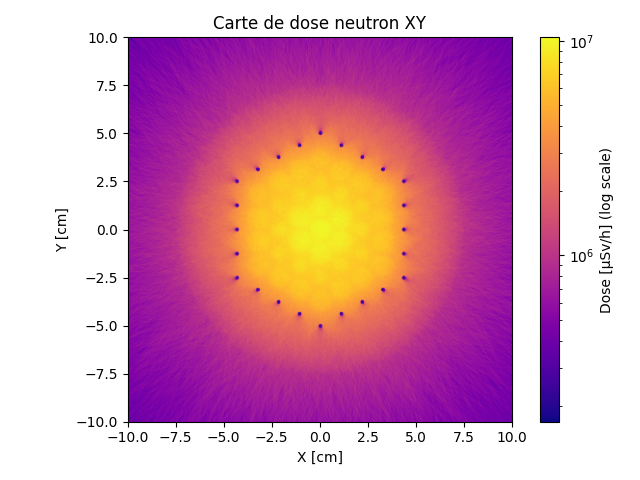 Carte de dose neutron XY
10.0
7.5
5.0
2.5
0.0
−2.5
−5.0
−7.5
−10.0
Y [cm]
−10.0 −7.5 −5.0 −2.5 0.0 2.5 5.0 7.5 10.0
X [cm]
10⁷
10⁶
Dose [µSv/h] (log scale)